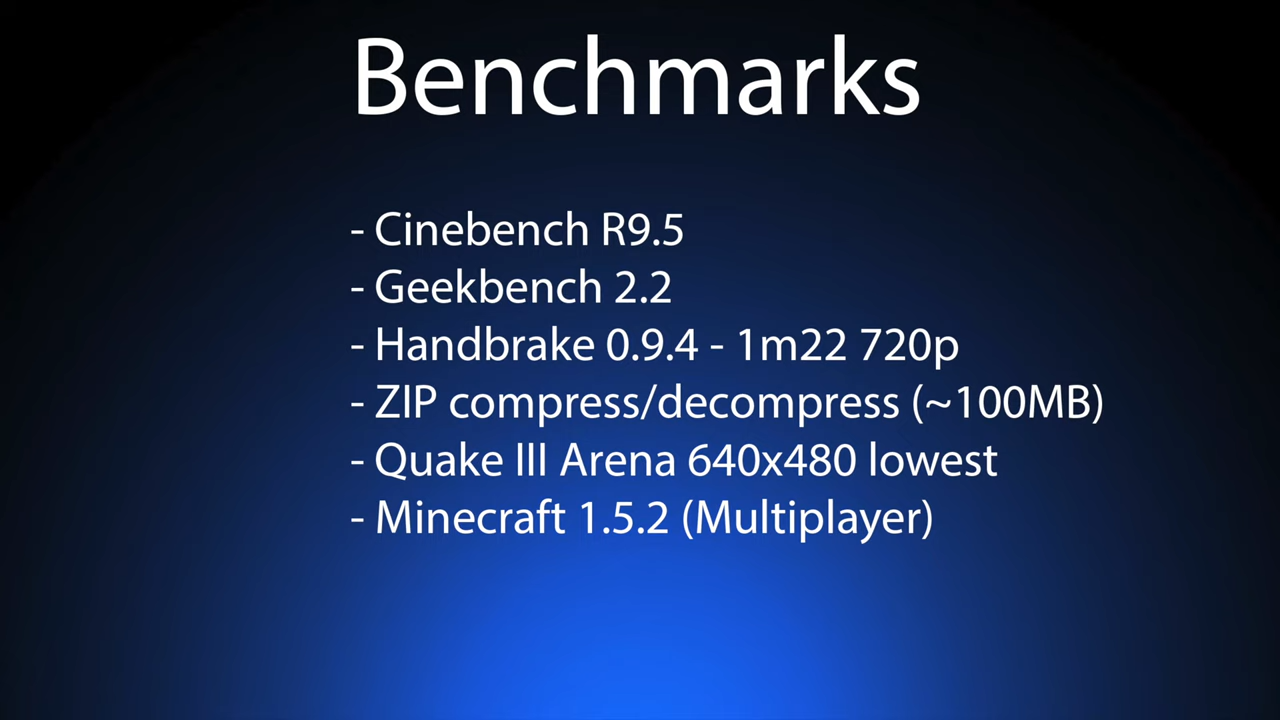 Benchmarks
- Cinebench R9.5
- Geekbench 2.2
- Handbrake 0.9.4 - 1m22 720p
- ZIP compress/decompress (~100MB)
- Quake III Arena 640x480 lowest
- Minecraft 1.5.2 (Multiplayer)